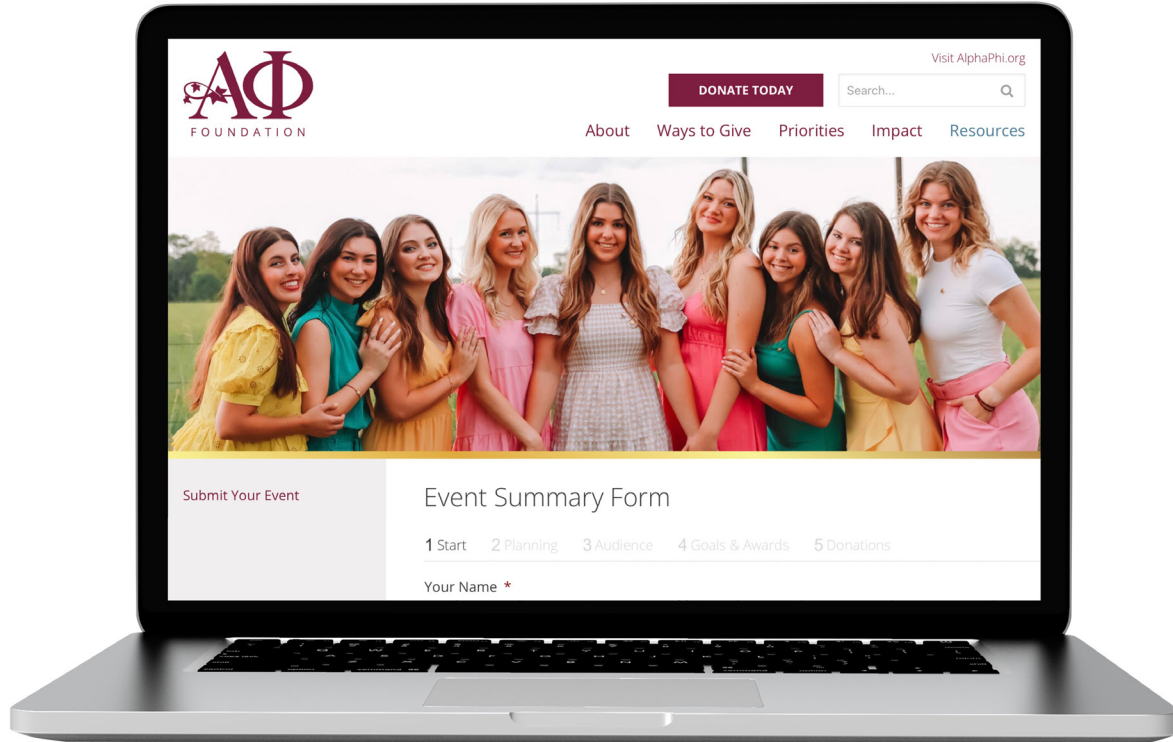 ΑΦ
FOUNDATION
Visit AlphaPhi.org
DONATE TODAY
Search...
About Ways to Give Priorities Impact Resources
Submit Your Event
Event Summary Form
1 Start 2 Planning 3 Audience 4 Goals & Awards 5 Donations
Your Name *